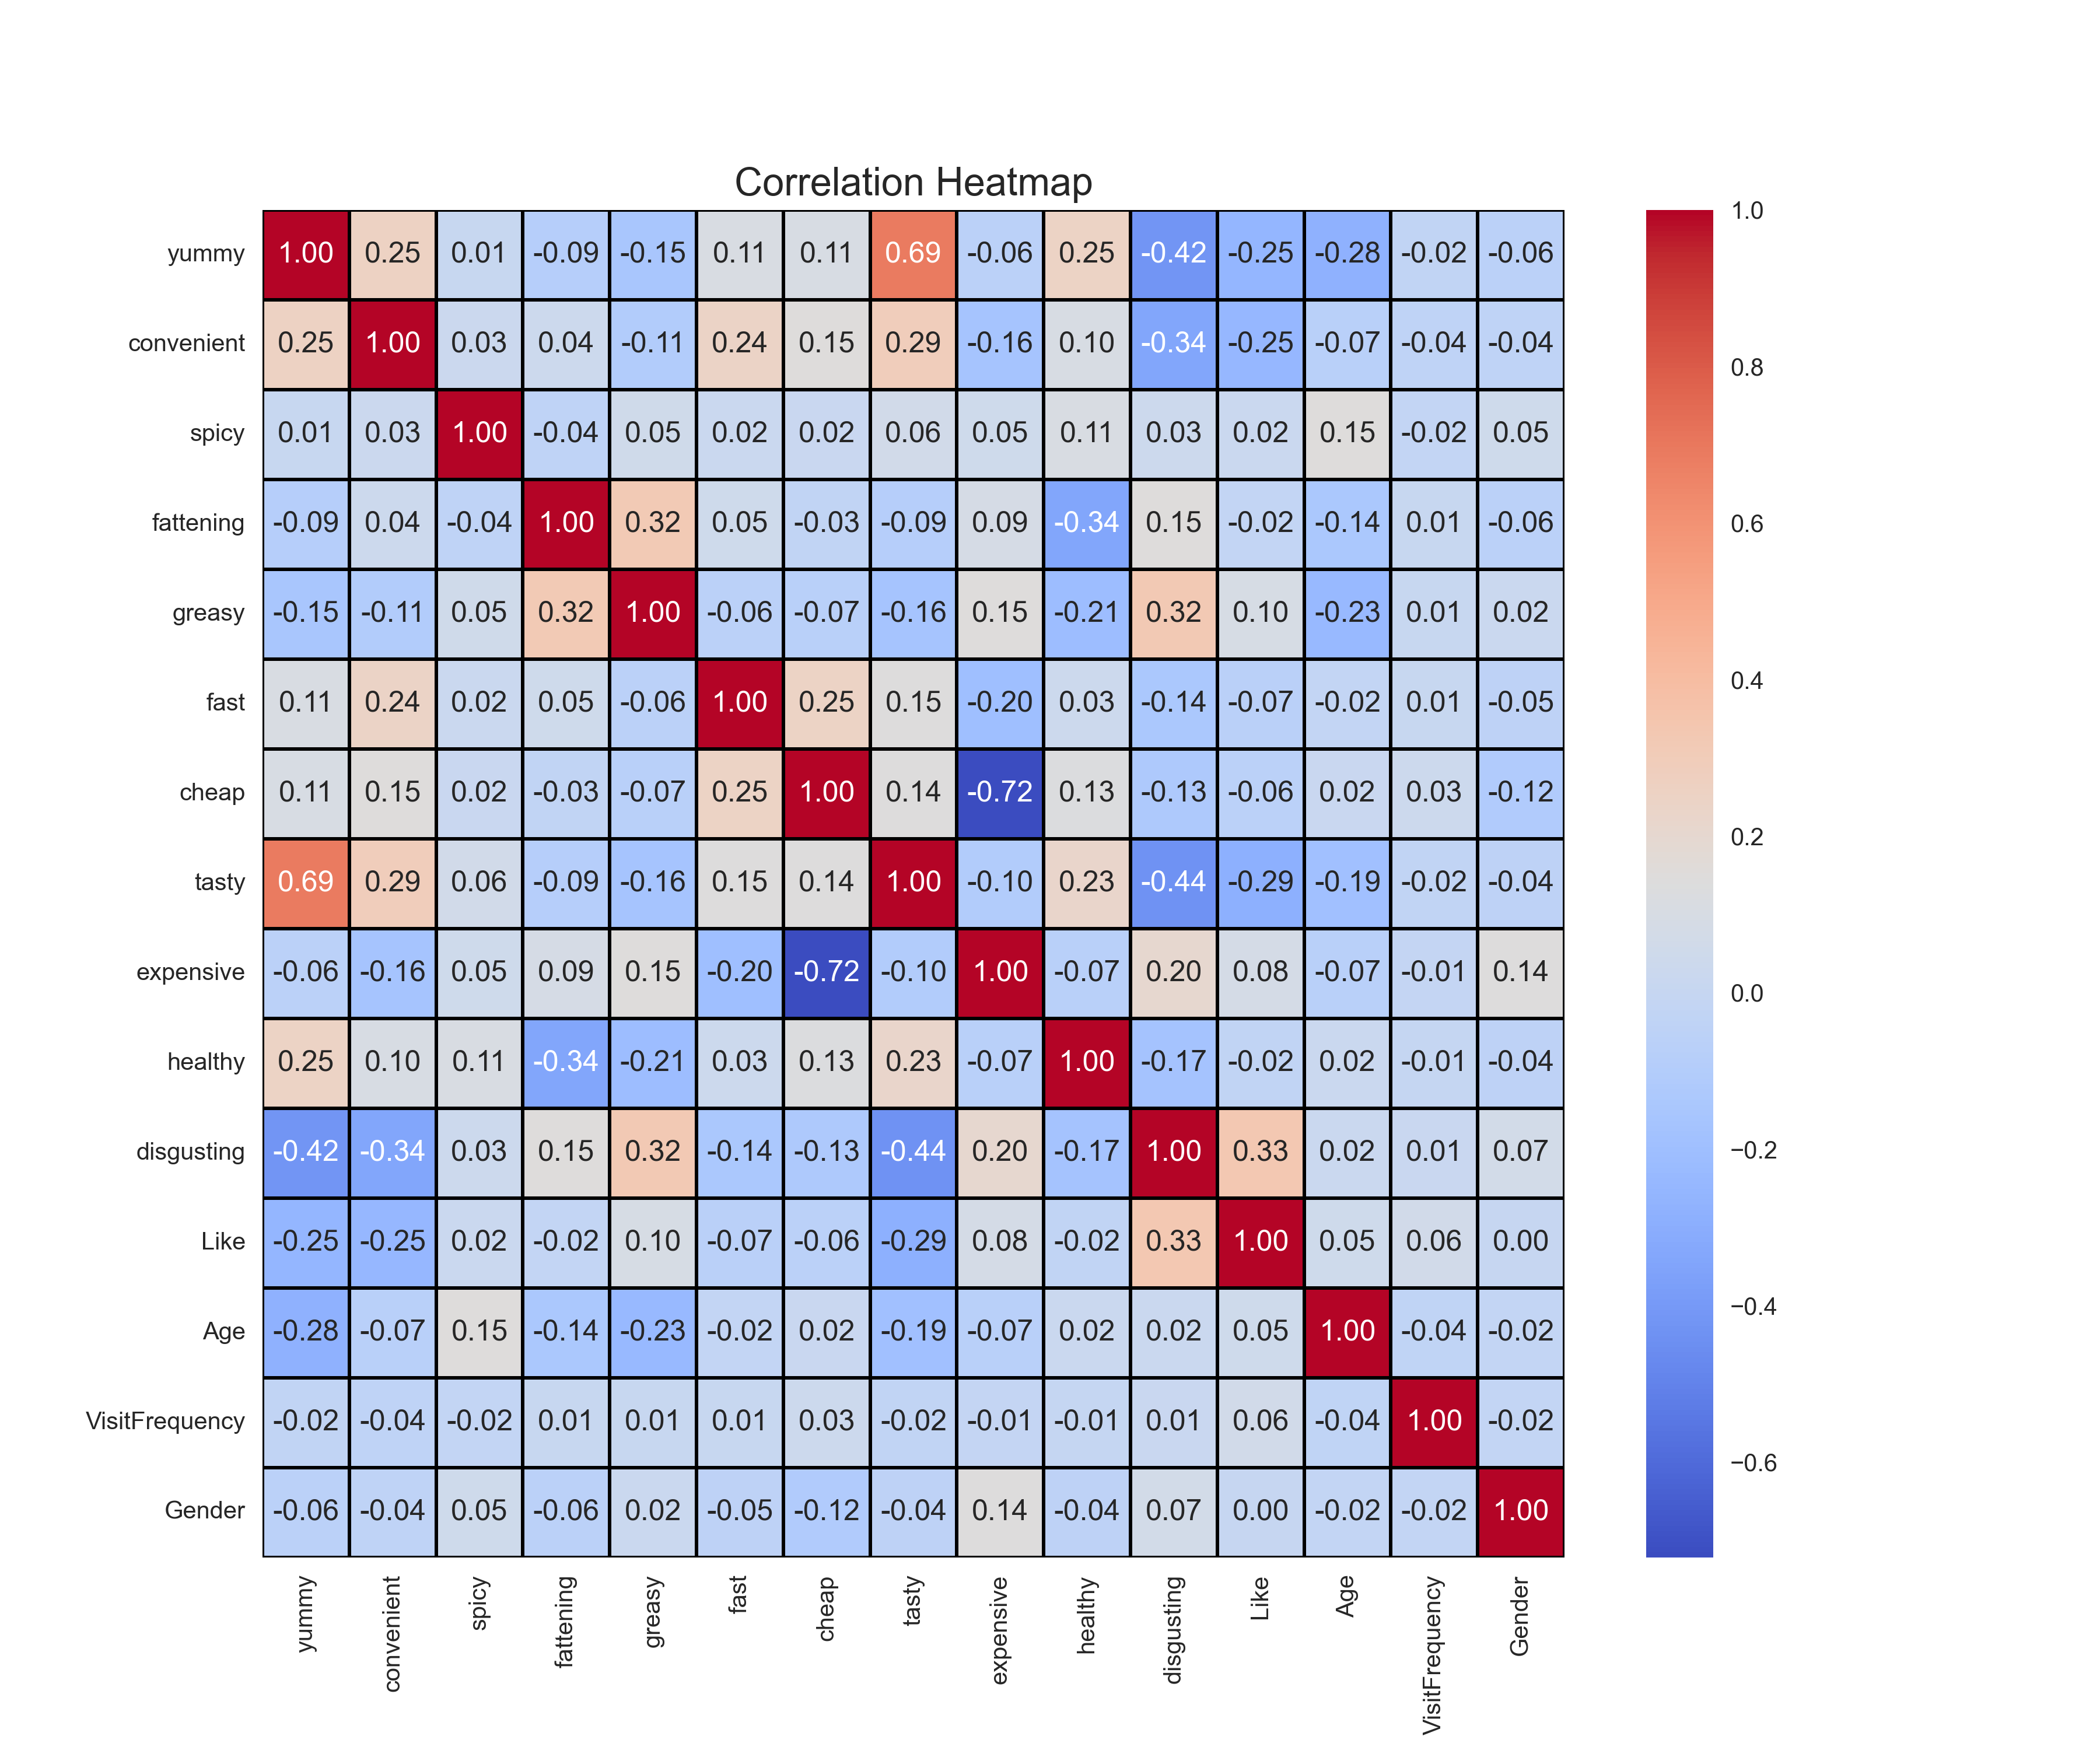 Correlation Heatmap
yummy 1.00 0.25 0.01 -0.09 -0.15 0.11 0.11 0.69 -0.06 0.25 -0.42 -0.25 -0.28 -0.02 -0.06
convenient 0.25 1.00 0.03 0.04 -0.11 0.24 0.15 0.29 -0.16 0.10 -0.34 -0.25 -0.07 -0.04 -0.04
spicy 0.01 0.03 1.00 -0.04 0.05 0.02 0.02 0.06 0.05 0.11 0.03 0.02 0.15 -0.02 0.05
fattening -0.09 0.04 -0.04 1.00 0.32 0.05 -0.03 -0.09 0.09 -0.34 0.15 -0.02 -0.14 0.01 -0.06
greasy -0.15 -0.11 0.05 0.32 1.00 -0.06 -0.07 -0.16 0.15 -0.21 0.32 0.10 -0.23 0.01 0.02
fast 0.11 0.24 0.02 0.05 -0.06 1.00 0.25 0.15 -0.20 0.03 -0.14 -0.07 -0.02 0.01 -0.05
cheap 0.11 0.15 0.02 -0.03 -0.07 0.25 1.00 0.14 -0.72 0.13 -0.13 -0.06 0.02 0.03 -0.12
tasty 0.69 0.29 0.06 -0.09 -0.16 0.15 0.14 1.00 -0.10 0.23 -0.44 -0.29 -0.19 -0.02 -0.04
expensive -0.06 -0.16 0.05 0.09 0.15 -0.20 -0.72 -0.10 1.00 -0.07 0.20 0.08 -0.07 -0.01 0.14
healthy 0.25 0.10 0.11 -0.34 -0.21 0.03 0.13 0.23 -0.07 1.00 -0.17 -0.02 0.02 -0.01 -0.04
disgusting -0.42 -0.34 0.03 0.15 0.32 -0.14 -0.13 -0.44 0.20 -0.17 1.00 0.33 0.02 0.01 0.07
Like -0.25 -0.25 0.02 -0.02 0.10 -0.07 -0.06 -0.29 0.08 -0.02 0.33 1.00 0.05 0.06 0.00
Age -0.28 -0.07 0.15 -0.14 -0.23 -0.02 0.02 -0.19 -0.07 0.02 0.02 0.05 1.00 -0.04 -0.02
VisitFrequency -0.02 -0.04 -0.02 0.01 0.01 0.01 0.03 -0.02 -0.01 -0.01 0.01 0.06 -0.04 1.00 -0.02
Gender -0.06 -0.04 0.05 -0.06 0.02 -0.05 -0.12 -0.04 0.14 -0.04 0.07 0.00 -0.02 -0.02 1.00
yummy convenient spicy fattening greasy fast cheap tasty expensive healthy disgusting Like Age VisitFrequency Gender
1.0
0.8
0.6
0.4
0.2
0.0
−0.2
−0.4
−0.6